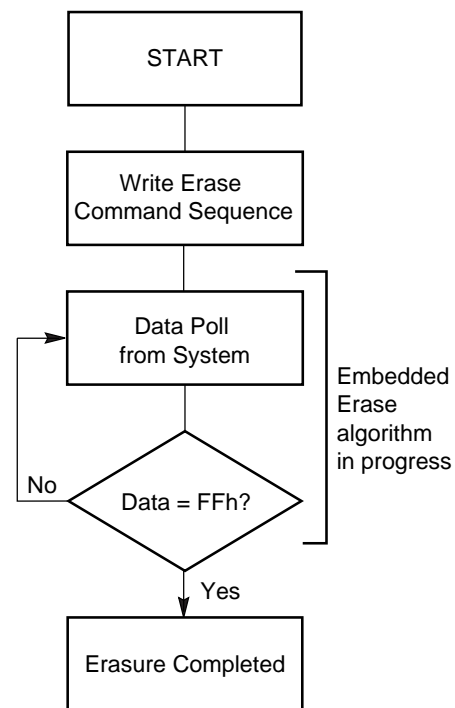 START
Write Erase
Command Sequence
Data Poll
from System
Embedded
Erase
algorithm
in progress
No
Data = FFh?
Yes
Erasure Completed